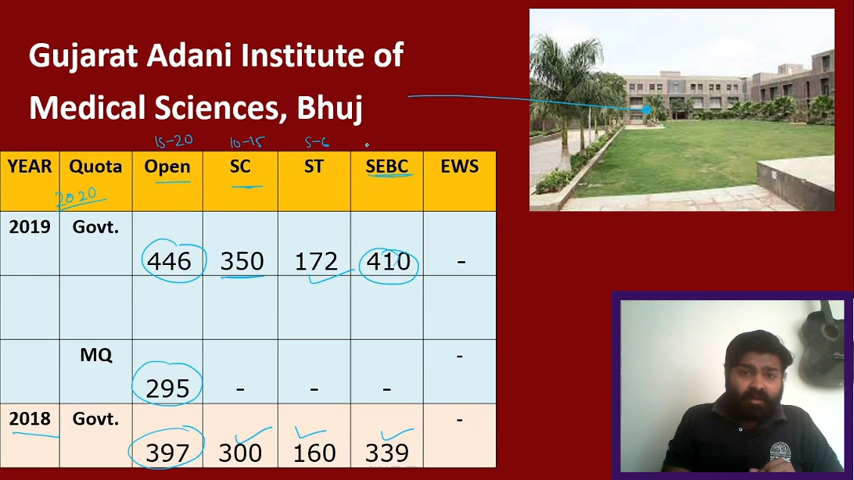 Gujarat Adani Institute of
Medical Sciences, Bhuj
15-20 10-15 5-6
YEAR Quota Open SC ST SEBC EWS
2020
2019 Govt. 446 350 172 410 -
MQ 295 - - - -
2018 Govt. 397 300 160 339 -